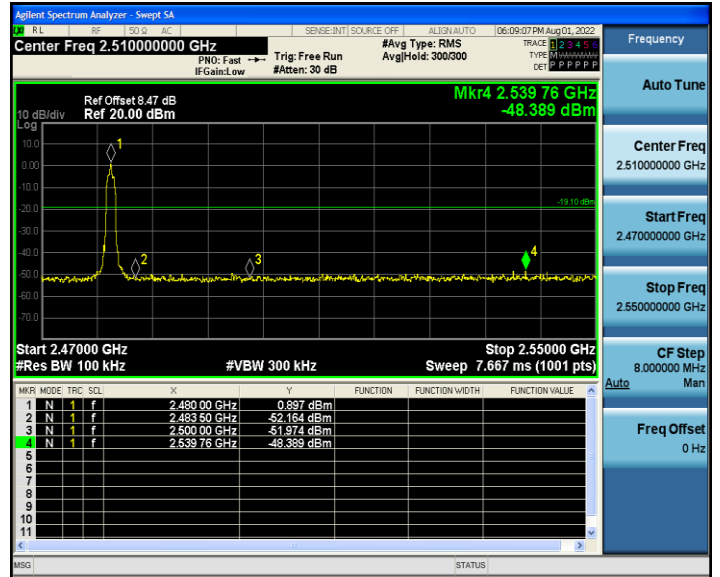 Agilent Spectrum Analyzer - Swept SA
RL RF 50 Ω AC SENSE:INT SOURCE OFF ALIGN AUTO 06:09:07 PM Aug 01, 2022
Center Freq 2.510000000 GHz
PNO: Fast
IFGain:Low
Trig: Free Run
#Atten: 30 dB
#Avg Type: RMS
Avg|Hold: 300/300
TRACE 1 2 3 4 5 6
TYPE M
DET P P P P P P
Mkr4 2.539 76 GHz
-48.389 dBm
Ref Offset 8.47 dB
Ref 20.00 dBm
10 dB/div
Log
10.0
0.00
-10.0
-20.0
-30.0
-40.0
-50.0
-60.0
-70.0
1
2
3
4
-19.10 dBm
Start 2.47000 GHz Stop 2.55000 GHz
#Res BW 100 kHz #VBW 300 kHz Sweep 7.667 ms (1001 pts)
MKR MODE TRC SCL X Y FUNCTION FUNCTION WIDTH FUNCTION VALUE
1 N 1 f 2.480 00 GHz 0.897 dBm
2 N 1 f 2.483 50 GHz -52.164 dBm
3 N 1 f 2.500 00 GHz -51.974 dBm
4 N 1 f 2.539 76 GHz -48.389 dBm
5
6
7
8
9
10
11
MSG STATUS
Frequency
Auto Tune
Center Freq
2.510000000 GHz
Start Freq
2.470000000 GHz
Stop Freq
2.550000000 GHz
CF Step
8.000000 MHz
Auto Man
Freq Offset
0 Hz